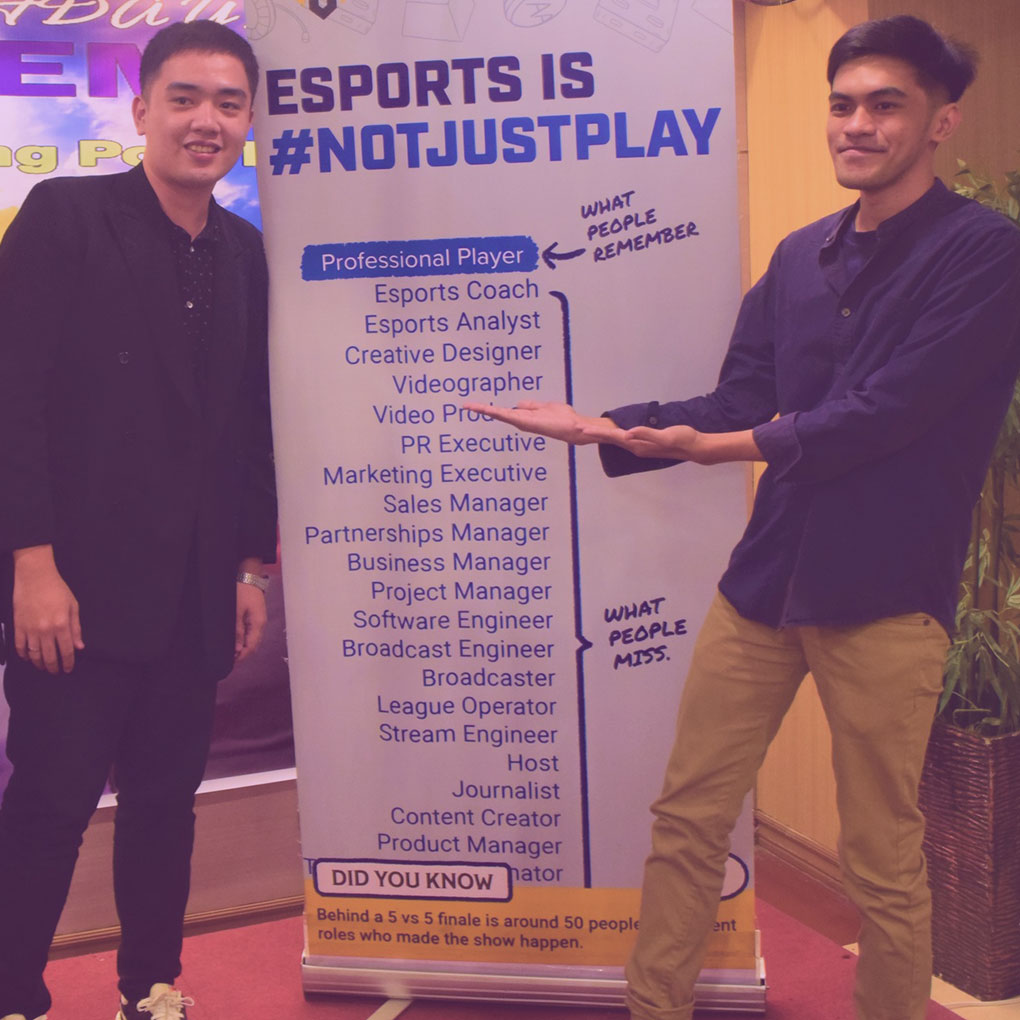 ESPORTS IS
#NOTJUSTPLAY
WHAT
PEOPLE
REMEMBER
Professional Player
Esports Coach
Esports Analyst
Creative Designer
Videographer
Video
PR Executive
Marketing Executive
Sales Manager
Partnerships Manager
Business Manager
Project Manager
Software Engineer
Broadcast Engineer
WHAT
PEOPLE
MISS.
Broadcaster
League Operator
Stream Engineer
Host
Journalist
Content Creator
Product Manager
DID YOU KNOW
Behind a 5 vs 5 finale is around 50 people
roles who made the show happen.